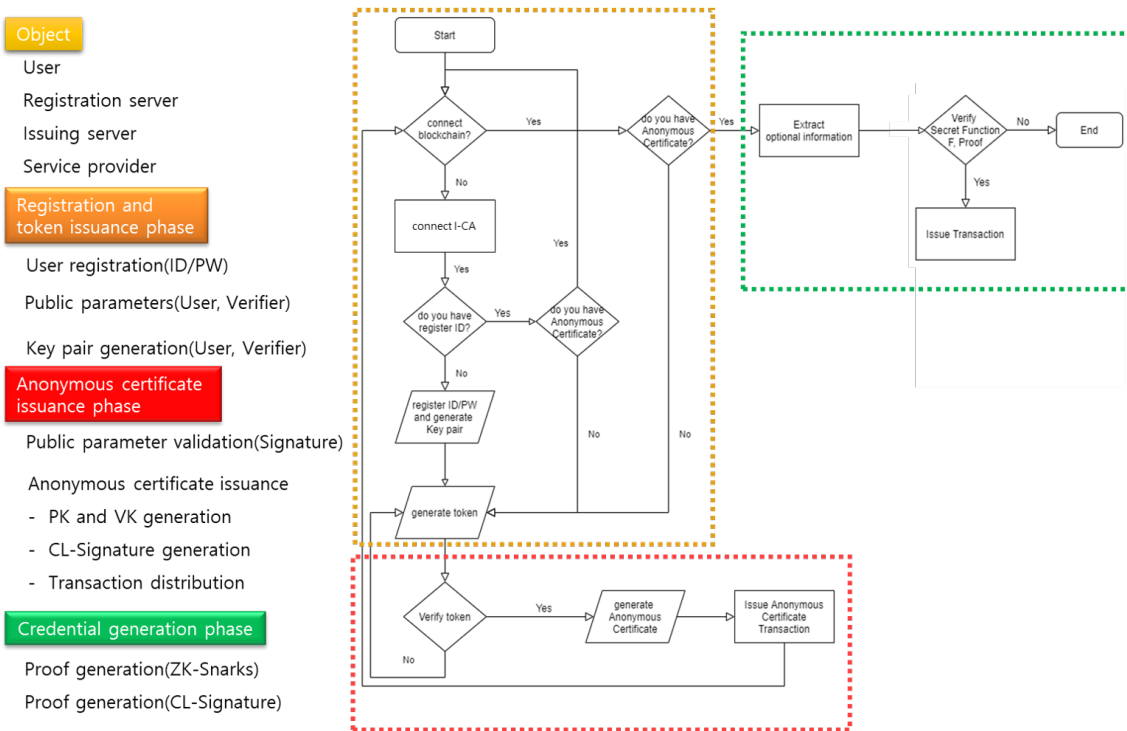 Object
User
Registration server
Issuing server
Service provider
Registration and
token issuance phase
User registration(ID/PW)
Public parameters(User, Verifier)
Key pair generation(User, Verifier)
Anonymous certificate
issuance phase
Public parameter validation(Signature)
Anonymous certificate issuance
- PK and VK generation
- CL-Signature generation
- Transaction distribution
Credential generation phase
Proof generation(ZK-Snarks)
Proof generation(CL-Signature)
Start
connect
blockchain?
Yes
do you have
Anonymous
Certificate?
Yes
No
connect I-CA
Yes
Yes
do you have
register ID?
Yes
do you have
Anonymous
Certificate?
No
register ID/PW
and generate
Key pair
No
No
generate token
Verify token
Yes
generate
Anonymous
Certificate
Issue Anonymous
Certificate
Transaction
No
Extract
optional information
Verify
Secret Function
F, Proof
No
End
Yes
Issue Transaction